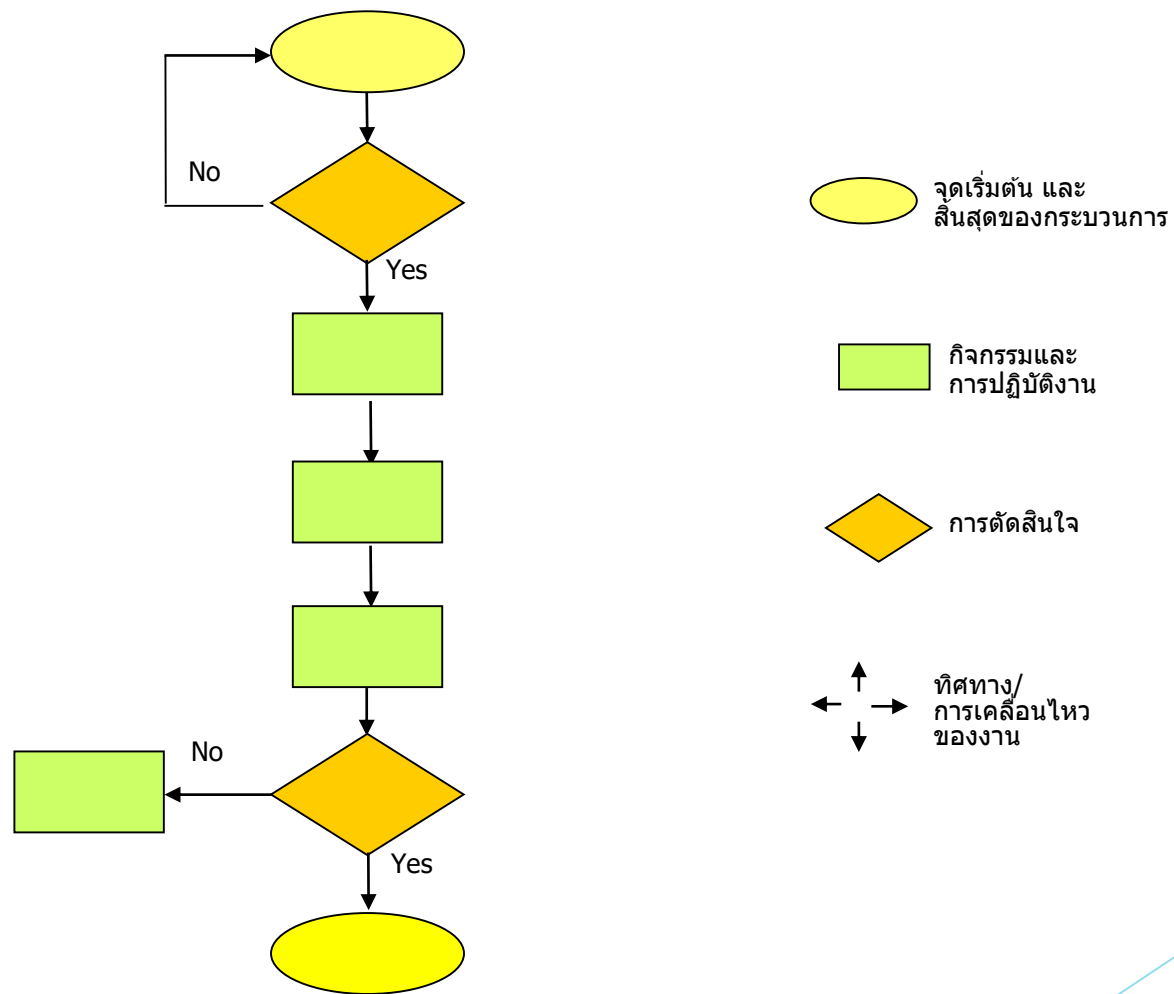 No
Yes
จุดเริ่มต้น และ
สิ้นสุดของกระบวนการ
กิจกรรมและ
การปฏิบัติงาน
การตัดสินใจ
ทิศทาง/
การเคลื่อนไหว
ของงาน
No
Yes